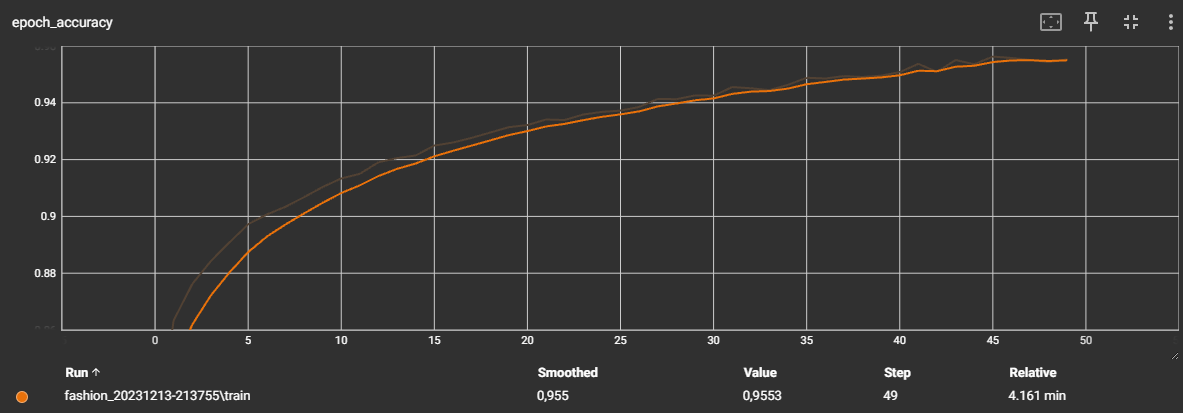 epoch_accuracy
0.94
0.92
0.9
0.88
0 5 10 15 20 25 30 35 40 45 50
Run ↑ Smoothed Value Step Relative
fashion_20231213-213755\train 0,955 0,9553 49 4.161 min